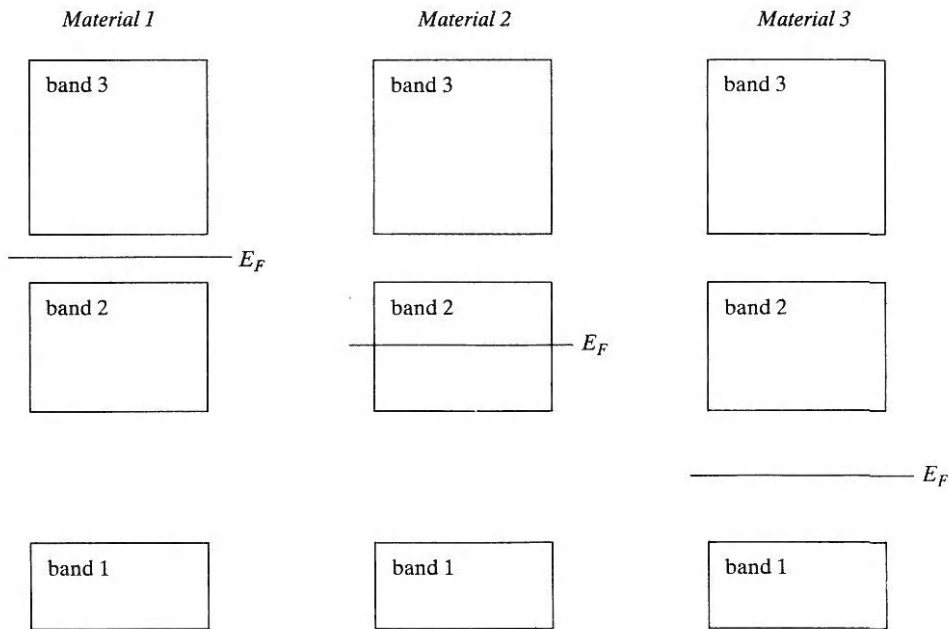 Material 1
Material 2
Material 3
band 3
band 3
band 3
E_F
band 2
band 2
band 2
E_F
E_F
band 1
band 1
band 1